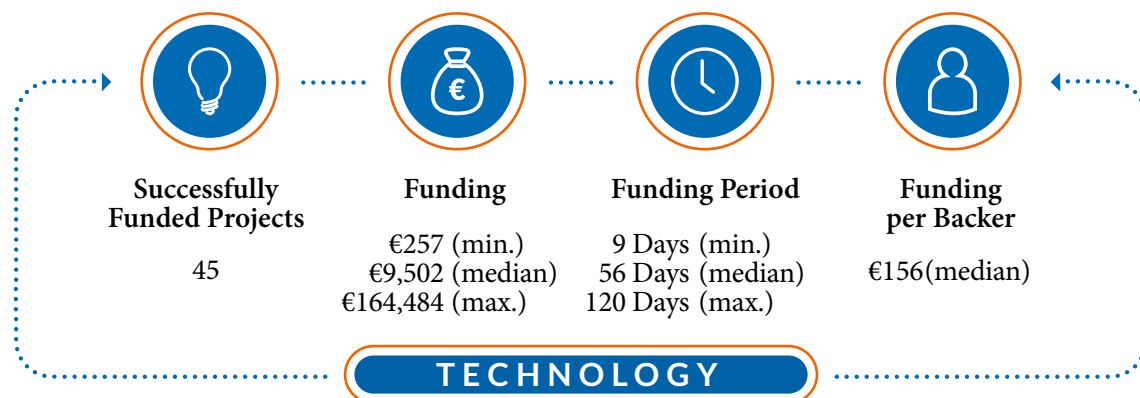 €
Successfully
Funded Projects
45
Funding
€257 (min.)
€9,502 (median)
€164,484 (max.)
Funding Period
9 Days (min.)
56 Days (median)
120 Days (max.)
Funding
per Backer
€156(median)
TECHNOLOGY